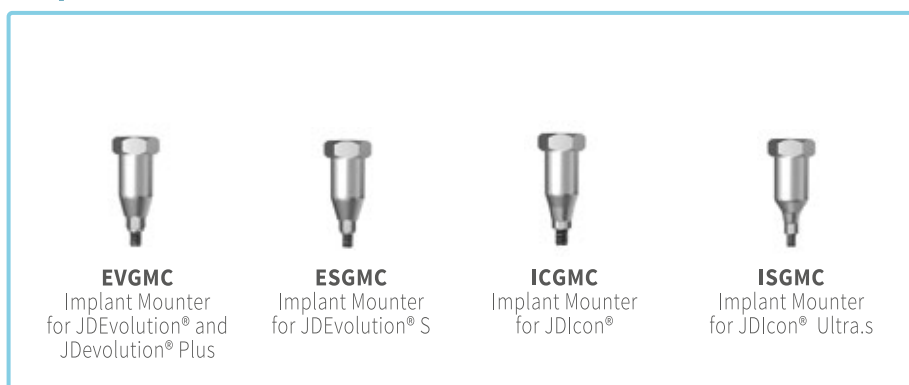 EVGMC
Implant Mounter
for JDEvolution® and
JDevolution® Plus
ESGMC
Implant Mounter
for JDEvolution® S
ICGMC
Implant Mounter
for JDIcon®
ISGMC
Implant Mounter
for JDIcon® Ultra.s